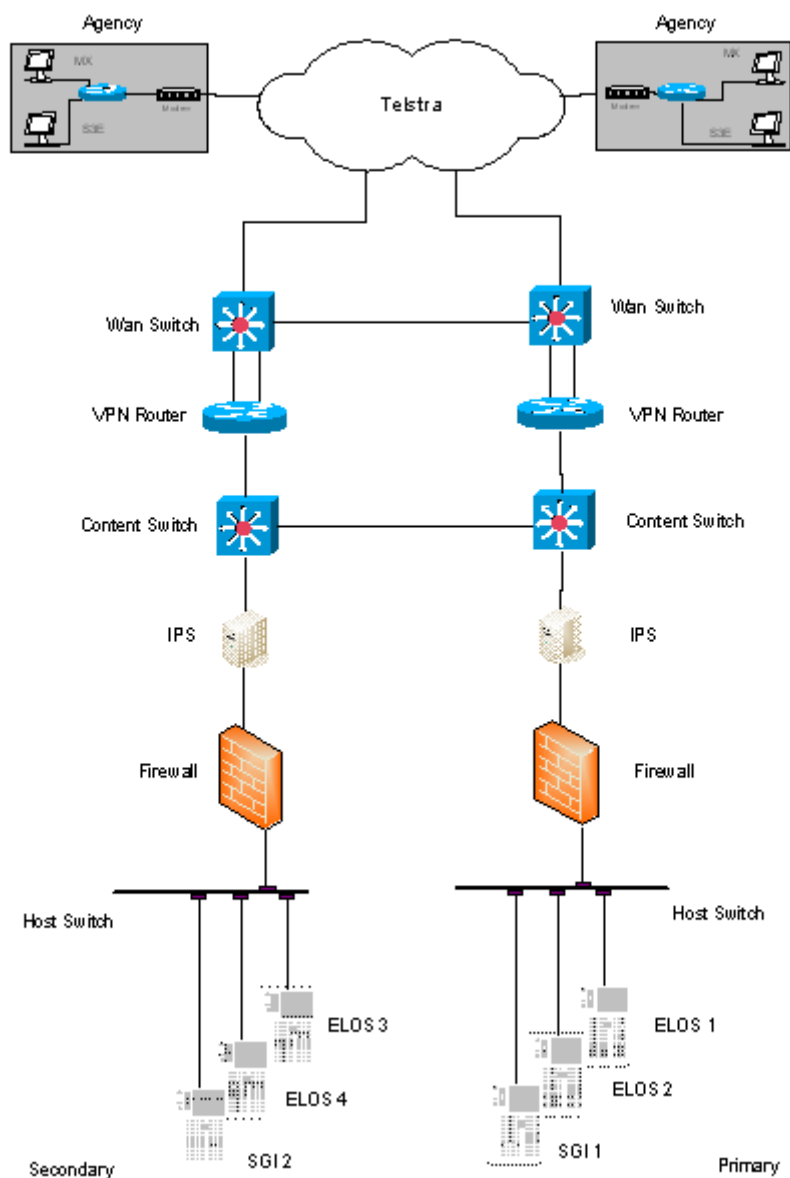 Agency
Agency
MX
MX
Modem
Modem
S3E
S3E
Telstra
Wan Switch
Wan Switch
VPN Router
VPN Router
Content Switch
Content Switch
IPS
IPS
Firewall
Firewall
Host Switch
Host Switch
ELOS 3
ELOS 1
ELOS 4
ELOS 2
SGI 2
SGI 1
Secondary
Primary